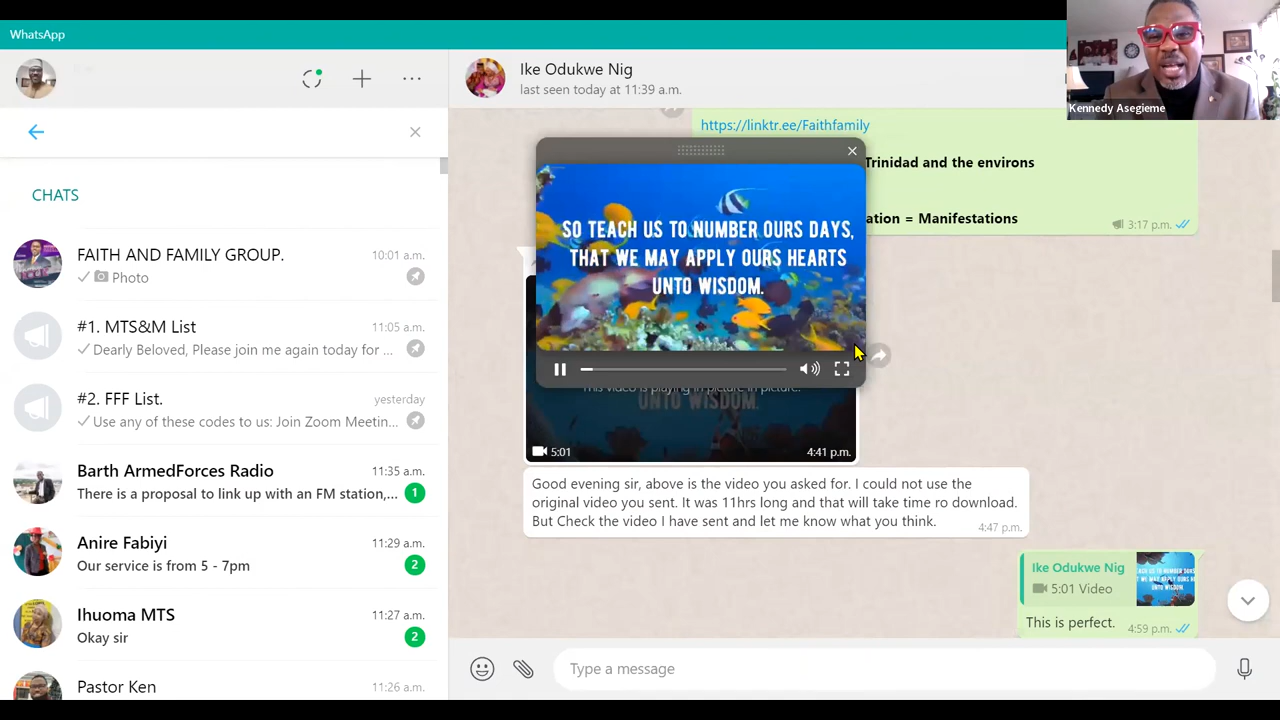 WhatsApp
Kennedy Asegieme
Ike Odukwe Nig
last seen today at 11:39 a.m.
CHATS
FAITH AND FAMILY GROUP.
10:01 a.m.
Photo
#1. MTS&M List
11:05 a.m.
Dearly Beloved, Please join me again today for ...
#2. FFF List.
yesterday
Use any of these codes to us: Join Zoom Meetin...
Barth ArmedForces Radio
11:35 a.m.
There is a proposal to link up with an FM station,...
1
Anire Fabiyi
11:29 a.m.
Our service is from 5 - 7pm
2
Ihuoma MTS
11:27 a.m.
Okay sir
2
Pastor Ken
11:26 a.m.
https://linktr.ee/Faithfamily
Trinidad and the environs
ation = Manifestations
3:17 p.m.
SO TEACH US TO NUMBER OURS DAYS,
THAT WE MAY APPLY OURS HEARTS
UNTO WISDOM.
This video is playing in picture in picture.
UNTO WISDOM.
5:01
4:41 p.m.
Good evening sir, above is the video you asked for. I could not use the
original video you sent. It was 11hrs long and that will take time ro download.
But Check the video I have sent and let me know what you think.
4:47 p.m.
Ike Odukwe Nig
5:01 Video
This is perfect.
4:59 p.m.
Type a message